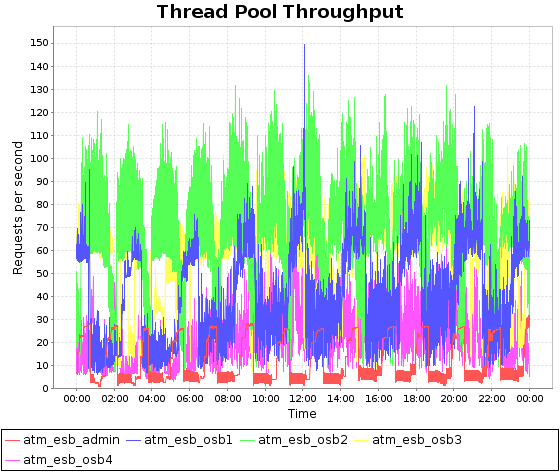 Thread Pool Throughput
Requests per second
150
140
130
120
110
100
90
80
70
60
50
40
30
20
10
0
00:00 02:00 04:00 06:00 08:00 10:00 12:00 14:00 16:00 18:00 20:00 22:00 00:00
Time
atm_esb_admin atm_esb_osb1 atm_esb_osb2 atm_esb_osb3
atm_esb_osb4